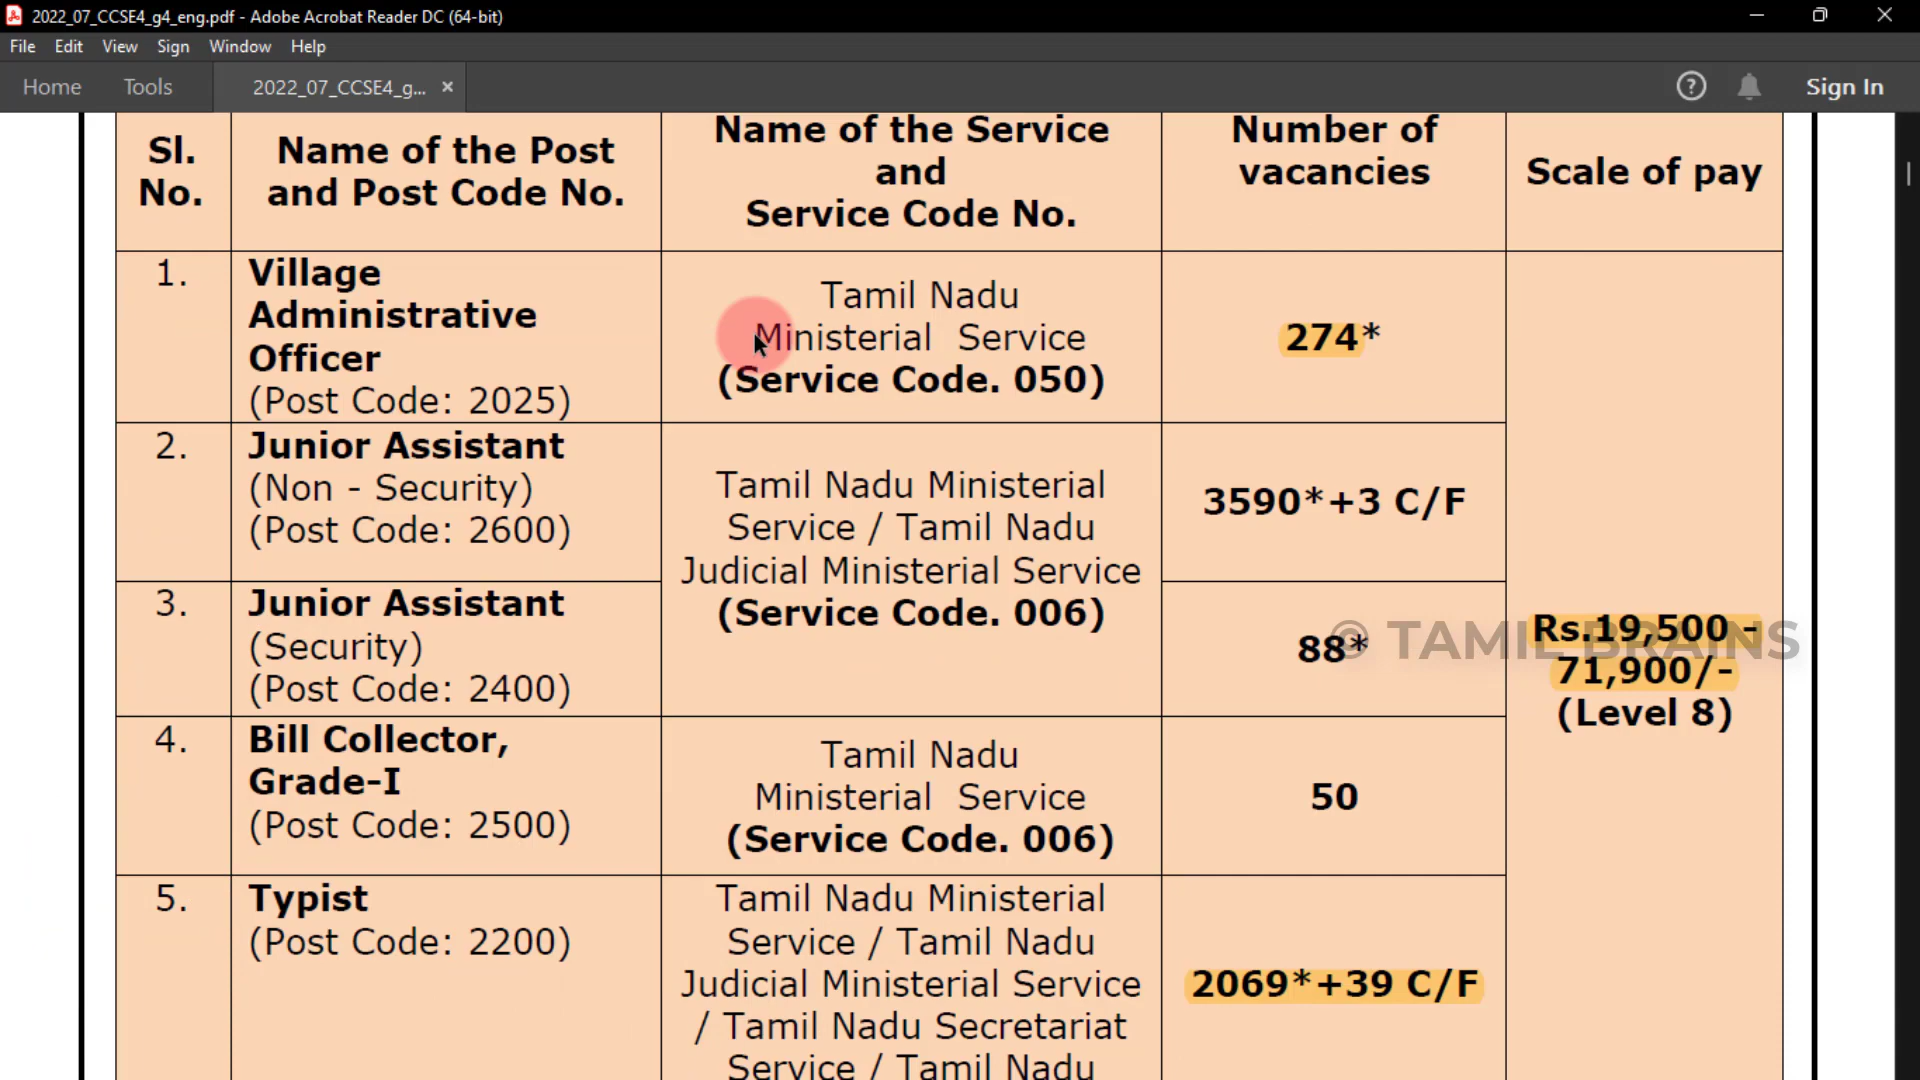 2022_07_CCSE4_g4_eng.pdf - Adobe Acrobat Reader DC (64-bit)
File Edit View Sign Window Help
Home Tools 2022_07_CCSE4_g... × Sign In
Sl. No.
Name of the Post
and Post Code No.
Name of the Service
and
Service Code No.
Number of
vacancies
Scale of pay
1.
Village
Administrative
Officer
(Post Code: 2025)
Tamil Nadu
Ministerial Service
(Service Code. 050)
274*
2.
Junior Assistant
(Non - Security)
(Post Code: 2600)
Tamil Nadu Ministerial
Service / Tamil Nadu
Judicial Ministerial Service
(Service Code. 006)
3590*+3 C/F
3.
Junior Assistant
(Security)
(Post Code: 2400)
88*
Rs.19,500 -
71,900/-
(Level 8)
© TAMIL BRAINS
4.
Bill Collector,
Grade-I
(Post Code: 2500)
Tamil Nadu
Ministerial Service
(Service Code. 006)
50
5.
Typist
(Post Code: 2200)
Tamil Nadu Ministerial
Service / Tamil Nadu
Judicial Ministerial Service
/ Tamil Nadu Secretariat
Service / Tamil Nadu
2069*+39 C/F